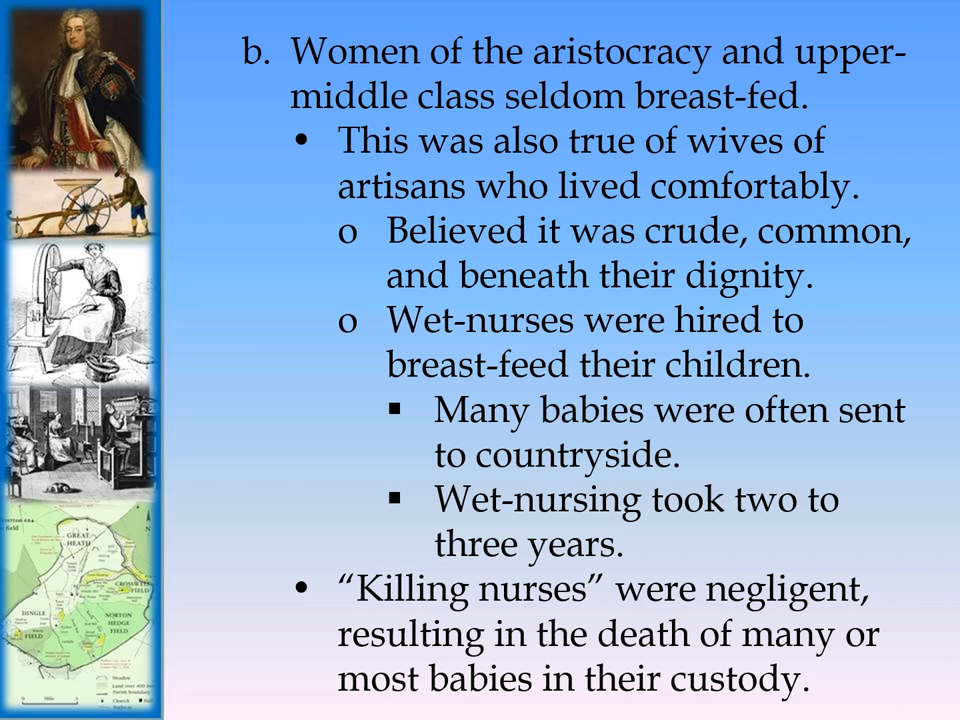 b. Women of the aristocracy and upper-
middle class seldom breast-fed.
• This was also true of wives of
artisans who lived comfortably.
o Believed it was crude, common,
and beneath their dignity.
o Wet-nurses were hired to
breast-feed their children.
▪ Many babies were often sent
to countryside.
▪ Wet-nursing took two to
three years.
• “Killing nurses” were negligent,
resulting in the death of many or
most babies in their custody.
GREAT
HEATH
CROSSWELL
FIELD
DINGLE
FIELD
NORTON
HEDGE
FIELD
N
Meadow
Land over 400 feet
Parish boundary
Church
Highway
0 Mile